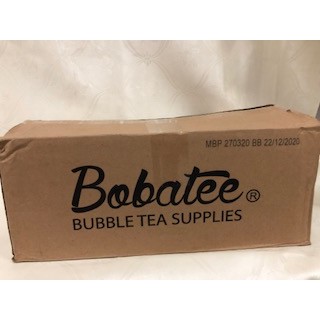 MBP 270320 BB 22/12/2020
Bobatee®
BUBBLE TEA SUPPLIES